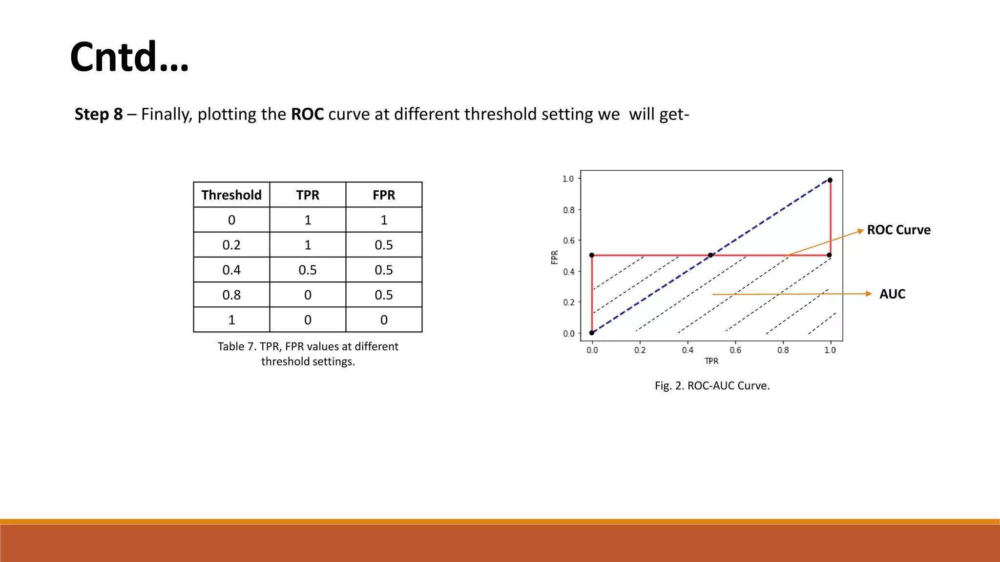 Cntd...
Step 8 – Finally, plotting the ROC curve at different threshold setting we  will get-
Threshold TPR FPR
0 1 1
0.2 1 0.5
0.4 0.5 0.5
0.8 0 0.5
1 0 0
Table 7. TPR, FPR values at different
threshold settings.
1.0
0.8
0.6
0.4
0.2
0.0
FPR
0.0 0.2 0.4 0.6 0.8 1.0
TPR
ROC Curve
AUC
Fig. 2. ROC-AUC Curve.